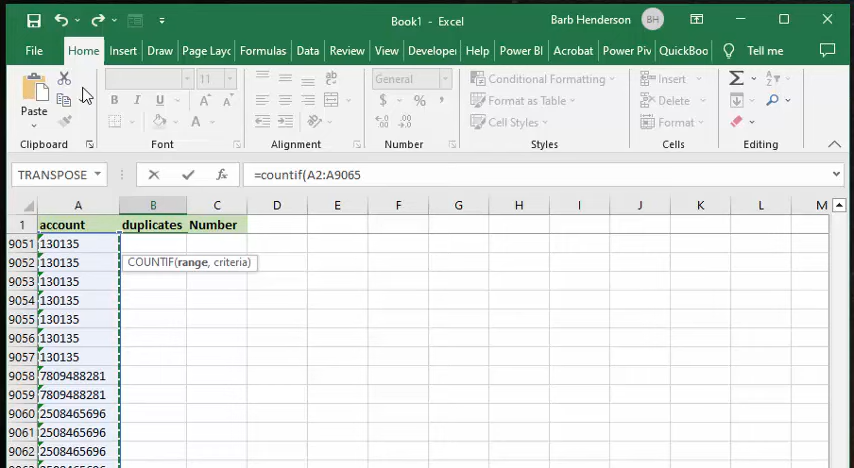 Book1 - Excel
Barb Henderson
BH
File Home Insert Draw Page Layo Formulas Data Review View Develope Help Power BI Acrobat Power Piv QuickBoo Tell me
Paste
11
B I U A A
A
ab
General
$ % ,
Conditional Formatting
Format as Table
Cell Styles
Insert
Delete
Format
Clipboard Font Alignment Number Styles Cells Editing
TRANSPOSE fx =countif(A2:A9065
A B C D E F G H I J K L M
1 account duplicates Number
9051 130135
9052 130135 COUNTIF(range, criteria)
9053 130135
9054 130135
9055 130135
9056 130135
9057 130135
9058 7809488281
9059 7809488281
9060 2508465696
9061 2508465696
9062 2508465696